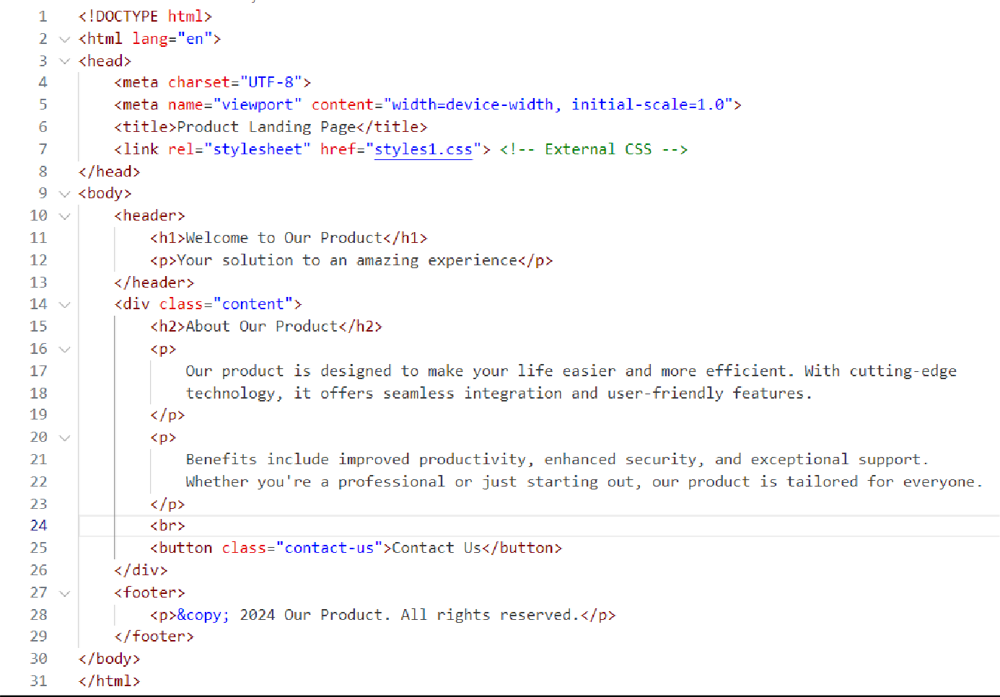 1 <!DOCTYPE html>
2 <html lang="en">
3 <head>
4 <meta charset="UTF-8">
5 <meta name="viewport" content="width=device-width, initial-scale=1.0">
6 <title>Product Landing Page</title>
7 <link rel="stylesheet" href="styles1.css"> <!-- External CSS -->
8 </head>
9 <body>
10 <header>
11 <h1>Welcome to Our Product</h1>
12 <p>Your solution to an amazing experience</p>
13 </header>
14 <div class="content">
15 <h2>About Our Product</h2>
16 <p>
17 Our product is designed to make your life easier and more efficient. With cutting-edge
18 technology, it offers seamless integration and user-friendly features.
19 </p>
20 <p>
21 Benefits include improved productivity, enhanced security, and exceptional support.
22 Whether you're a professional or just starting out, our product is tailored for everyone.
23 </p>
24 <br>
25 <button class="contact-us">Contact Us</button>
26 </div>
27 <footer>
28 <p>&copy; 2024 Our Product. All rights reserved.</p>
29 </footer>
30 </body>
31 </html>